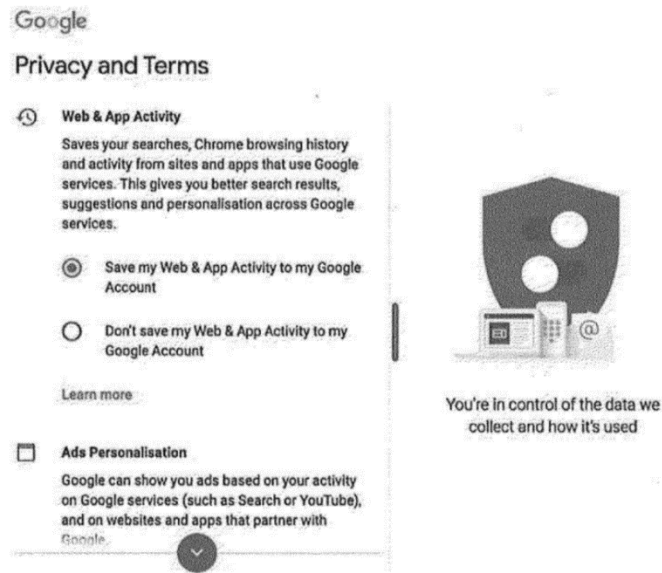 Google
Privacy and Terms
Web & App Activity
Saves your searches, Chrome browsing history
and activity from sites and apps that use Google
services. This gives you better search results,
suggestions and personalisation across Google
services.
Save my Web & App Activity to my Google
Account
Don't save my Web & App Activity to my
Google Account
Learn more
Ads Personalisation
Google can show you ads based on your activity
on Google services (such as Search or YouTube),
and on websites and apps that partner with
Google.
@
You're in control of the data we
collect and how it's used